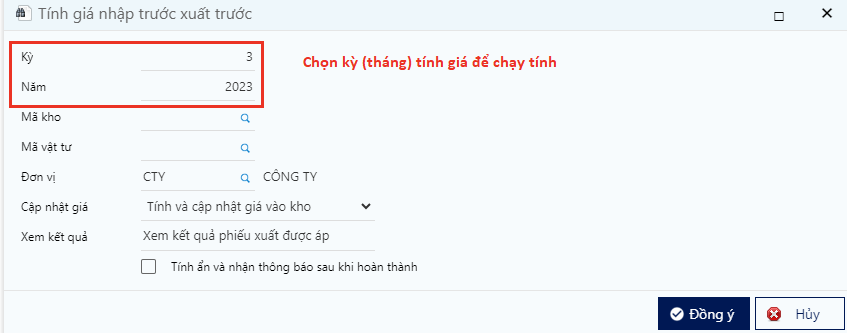 Tính giá nhập trước xuất trước
Kỳ 3
Chọn kỳ (tháng) tính giá để chạy tính
Năm 2023
Mã kho
Mã vật tư
Đơn vị CTY CÔNG TY
Cập nhật giá Tính và cập nhật giá vào kho
Xem kết quả Xem kết quả phiếu xuất được áp
Tính ẩn và nhận thông báo sau khi hoàn thành
Đồng ý Hủy